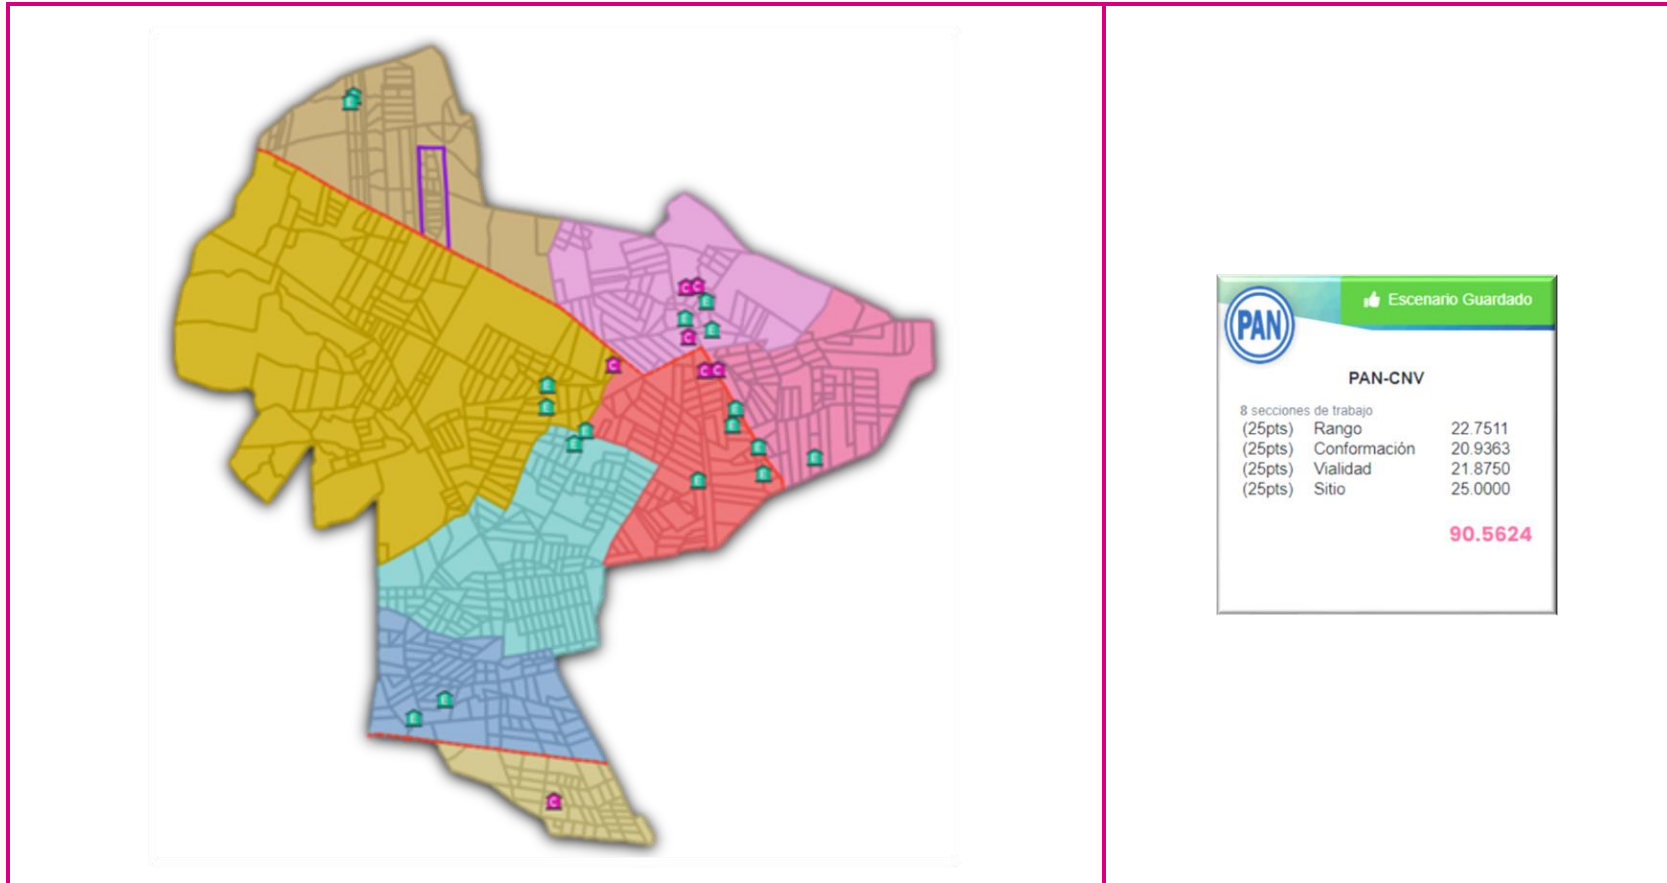 E
C C
E
E
E
C
C
C C
E
E
E
E
E
E
E
E
E
E
E
E
C
PAN
Escenario Guardado
PAN-CNV
8 secciones de trabajo
(25pts) Rango 22.7511
(25pts) Conformación 20.9363
(25pts) Vialidad 21.8750
(25pts) Sitio 25.0000
90.5624